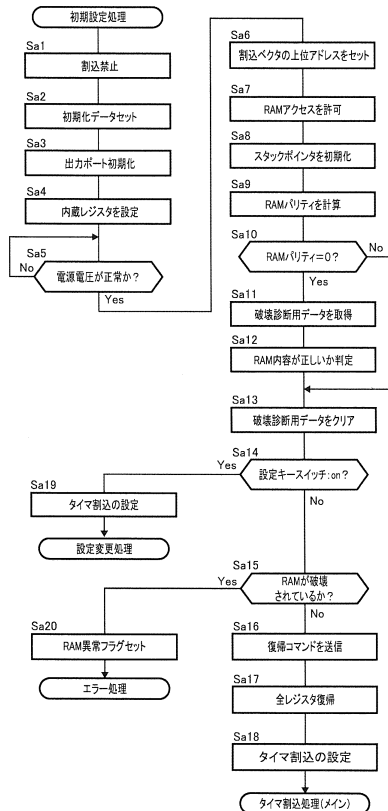 初期設定処理
Sa1
割込禁止
Sa2
初期化データセット
Sa3
出力ポート初期化
Sa4
内蔵レジスタを設定
Sa5
No
電源電圧が正常か？
Yes
Sa6
割込ベクタの上位アドレスをセット
Sa7
RAMアクセスを許可
Sa8
スタックポインタを初期化
Sa9
RAMパリティを計算
Sa10
RAMパリティ=0？
No
Yes
Sa11
破壊診断用データを取得
Sa12
RAM内容が正しいか判定
Sa13
破壊診断用データをクリア
Sa14
Yes
設定キースイッチ:on？
No
Sa19
タイマ割込の設定
設定変更処理
Sa15
Yes
RAMが破壊
されているか？
No
Sa20
RAM異常フラグセット
エラー処理
Sa16
復帰コマンドを送信
Sa17
全レジスタ復帰
Sa18
タイマ割込の設定
タイマ割込処理(メイン)